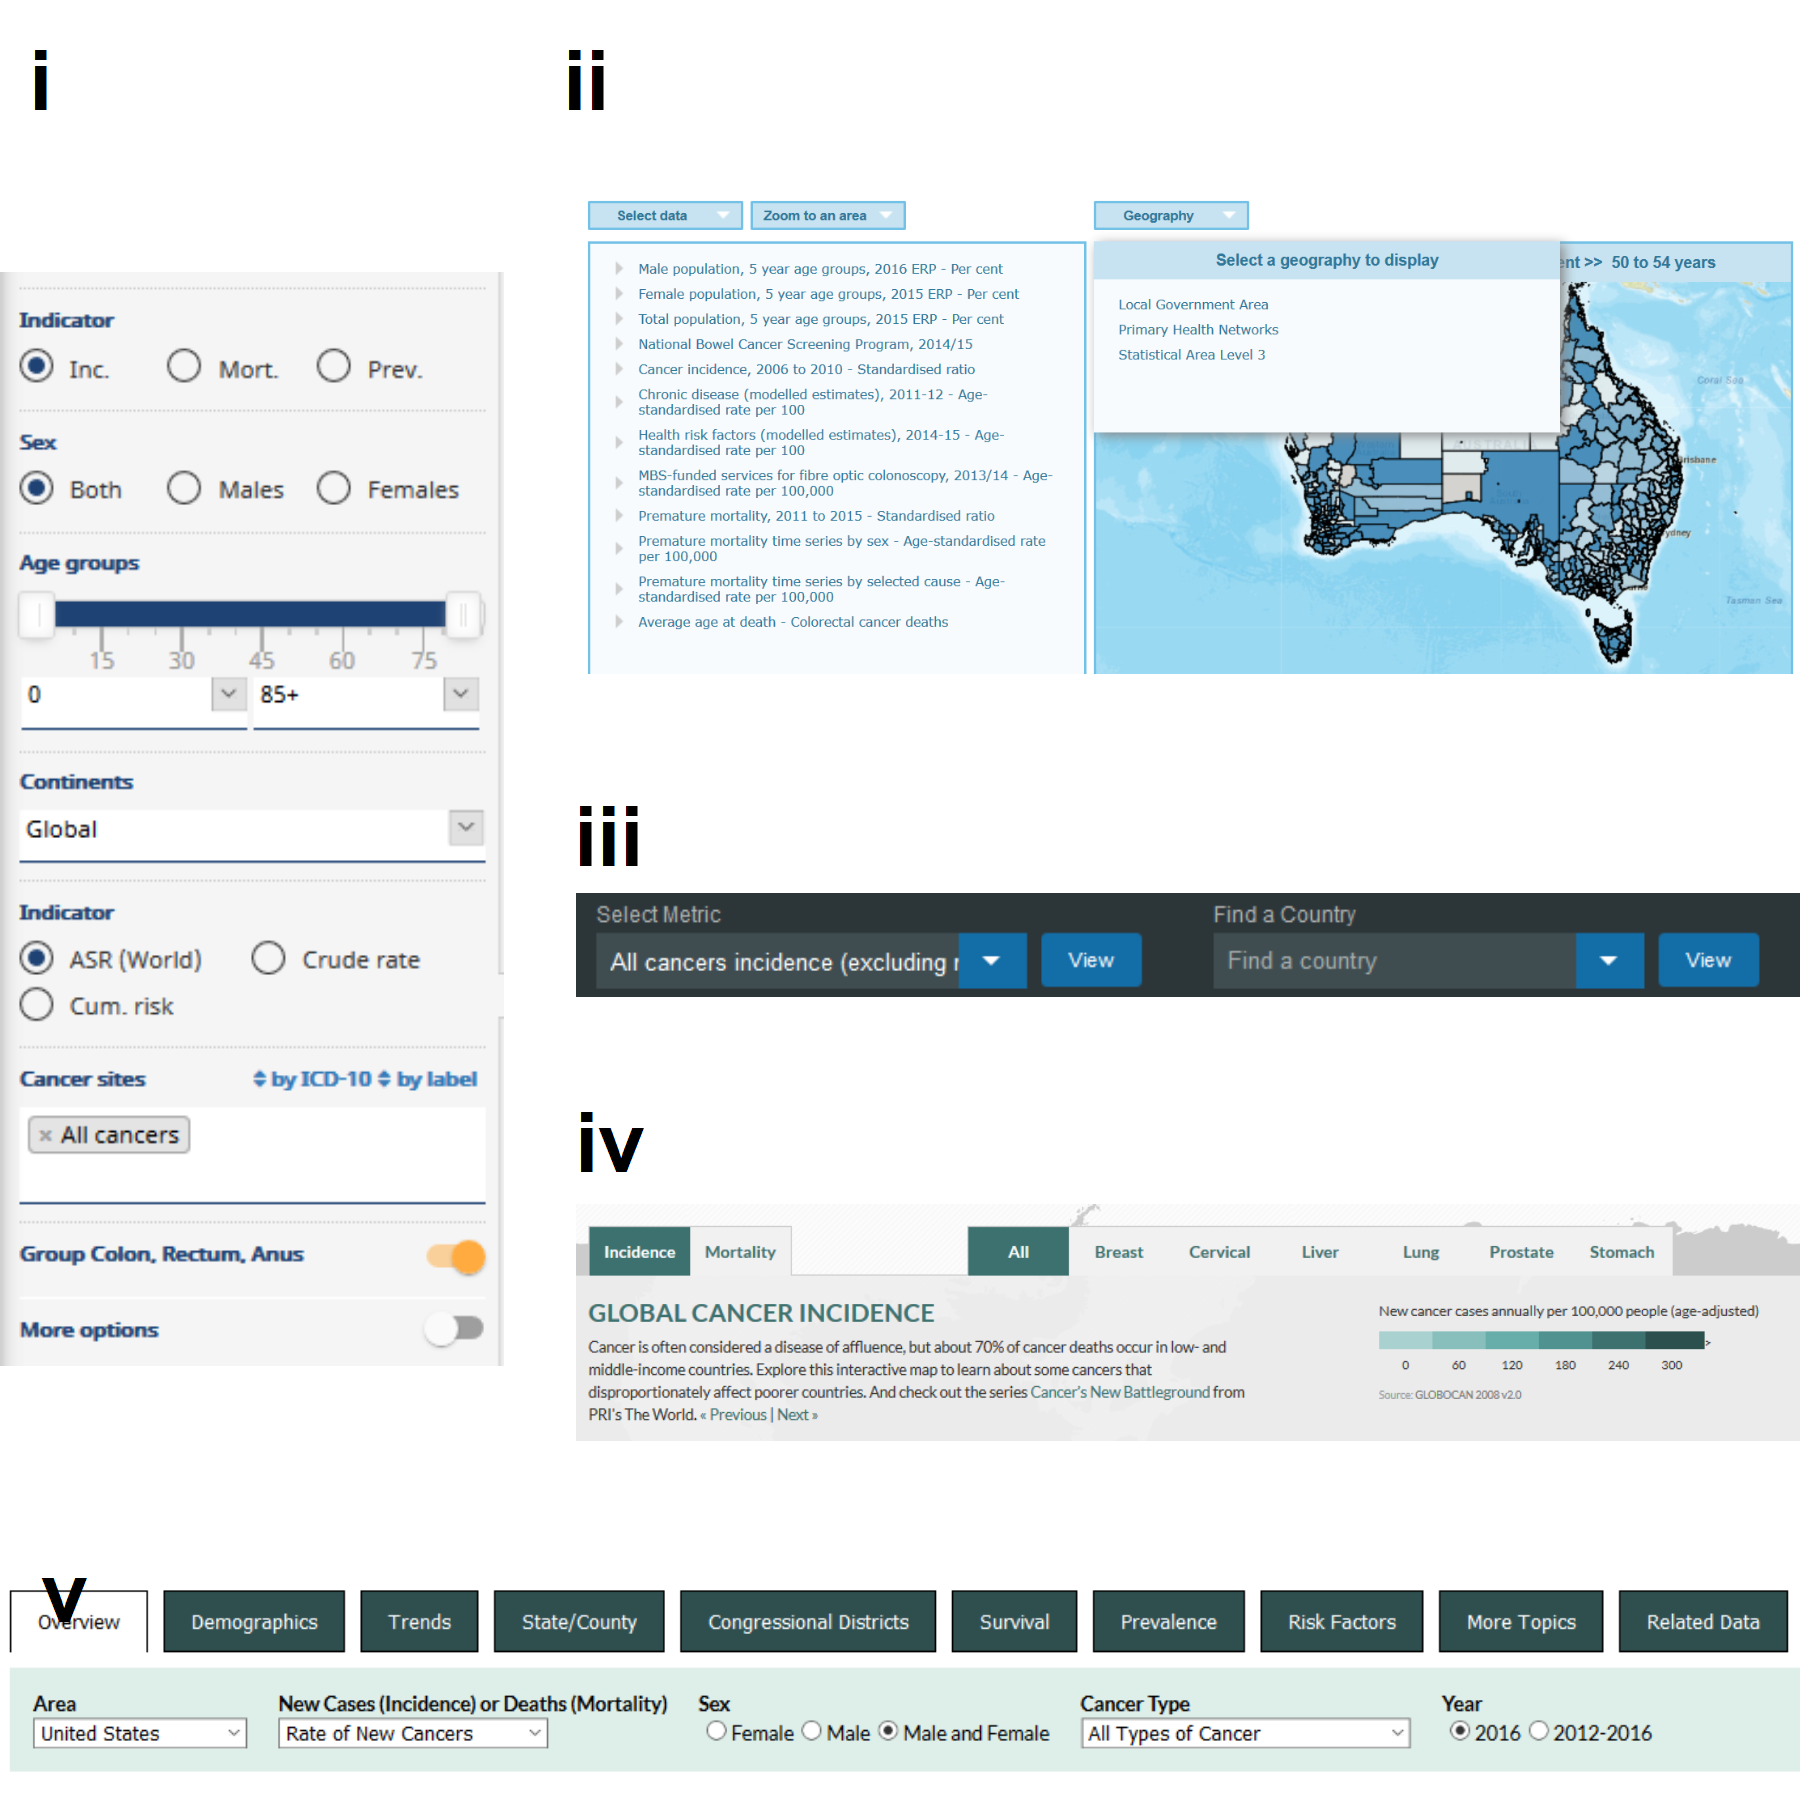 i
Indicator
Inc. Mort. Prev.
Sex
Both Males Females
Age groups
15 30 45 60 75
0 85+
Continents
Global
Indicator
ASR (World) Crude rate
Cum. risk
Cancer sites by ICD-10 by label
× All cancers
Group Colon, Rectum, Anus
More options
ii
Select data Zoom to an area
Male population, 5 year age groups, 2016 ERP - Per cent
Female population, 5 year age groups, 2015 ERP - Per cent
Total population, 5 year age groups, 2015 ERP - Per cent
National Bowel Cancer Screening Program, 2014/15
Cancer incidence, 2006 to 2010 - Standardised ratio
Chronic disease (modelled estimates), 2011-12 - Age-
standardised rate per 100
Health risk factors (modelled estimates), 2014-15 - Age-
standardised rate per 100
MBS-funded services for fibre optic colonoscopy, 2013/14 - Age-
standardised rate per 100,000
Premature mortality, 2011 to 2015 - Standardised ratio
Premature mortality time series by sex - Age-standardised rate
per 100,000
Premature mortality time series by selected cause - Age-
standardised rate per 100,000
Average age at death - Colorectal cancer deaths
Geography
Select a geography to display
ent >> 50 to 54 years
Local Government Area
Primary Health Networks
Statistical Area Level 3
Coral Sea
AUSTRALI
Brisbane
ydney
Tasman Sea
iii
Select Metric Find a Country
All cancers incidence (excluding r View Find a country View
iv
Incidence Mortality All Breast Cervical Liver Lung Prostate Stomach
GLOBAL CANCER INCIDENCE
Cancer is often considered a disease of affluence, but about 70% of cancer deaths occur in low- and
middle-income countries. Explore this interactive map to learn about some cancers that
disproportionately affect poorer countries. And check out the series Cancer's New Battleground from
PRI's The World. « Previous | Next »
New cancer cases annually per 100,000 people (age-adjusted)
>
0 60 120 180 240 300
Source: GLOBOCAN 2008 v2.0
v
Overview Demographics Trends State/County Congressional Districts Survival Prevalence Risk Factors More Topics Related Data
Area New Cases (Incidence) or Deaths (Mortality) Sex Cancer Type Year
United States Rate of New Cancers Female Male Male and Female All Types of Cancer 2016 2012-2016